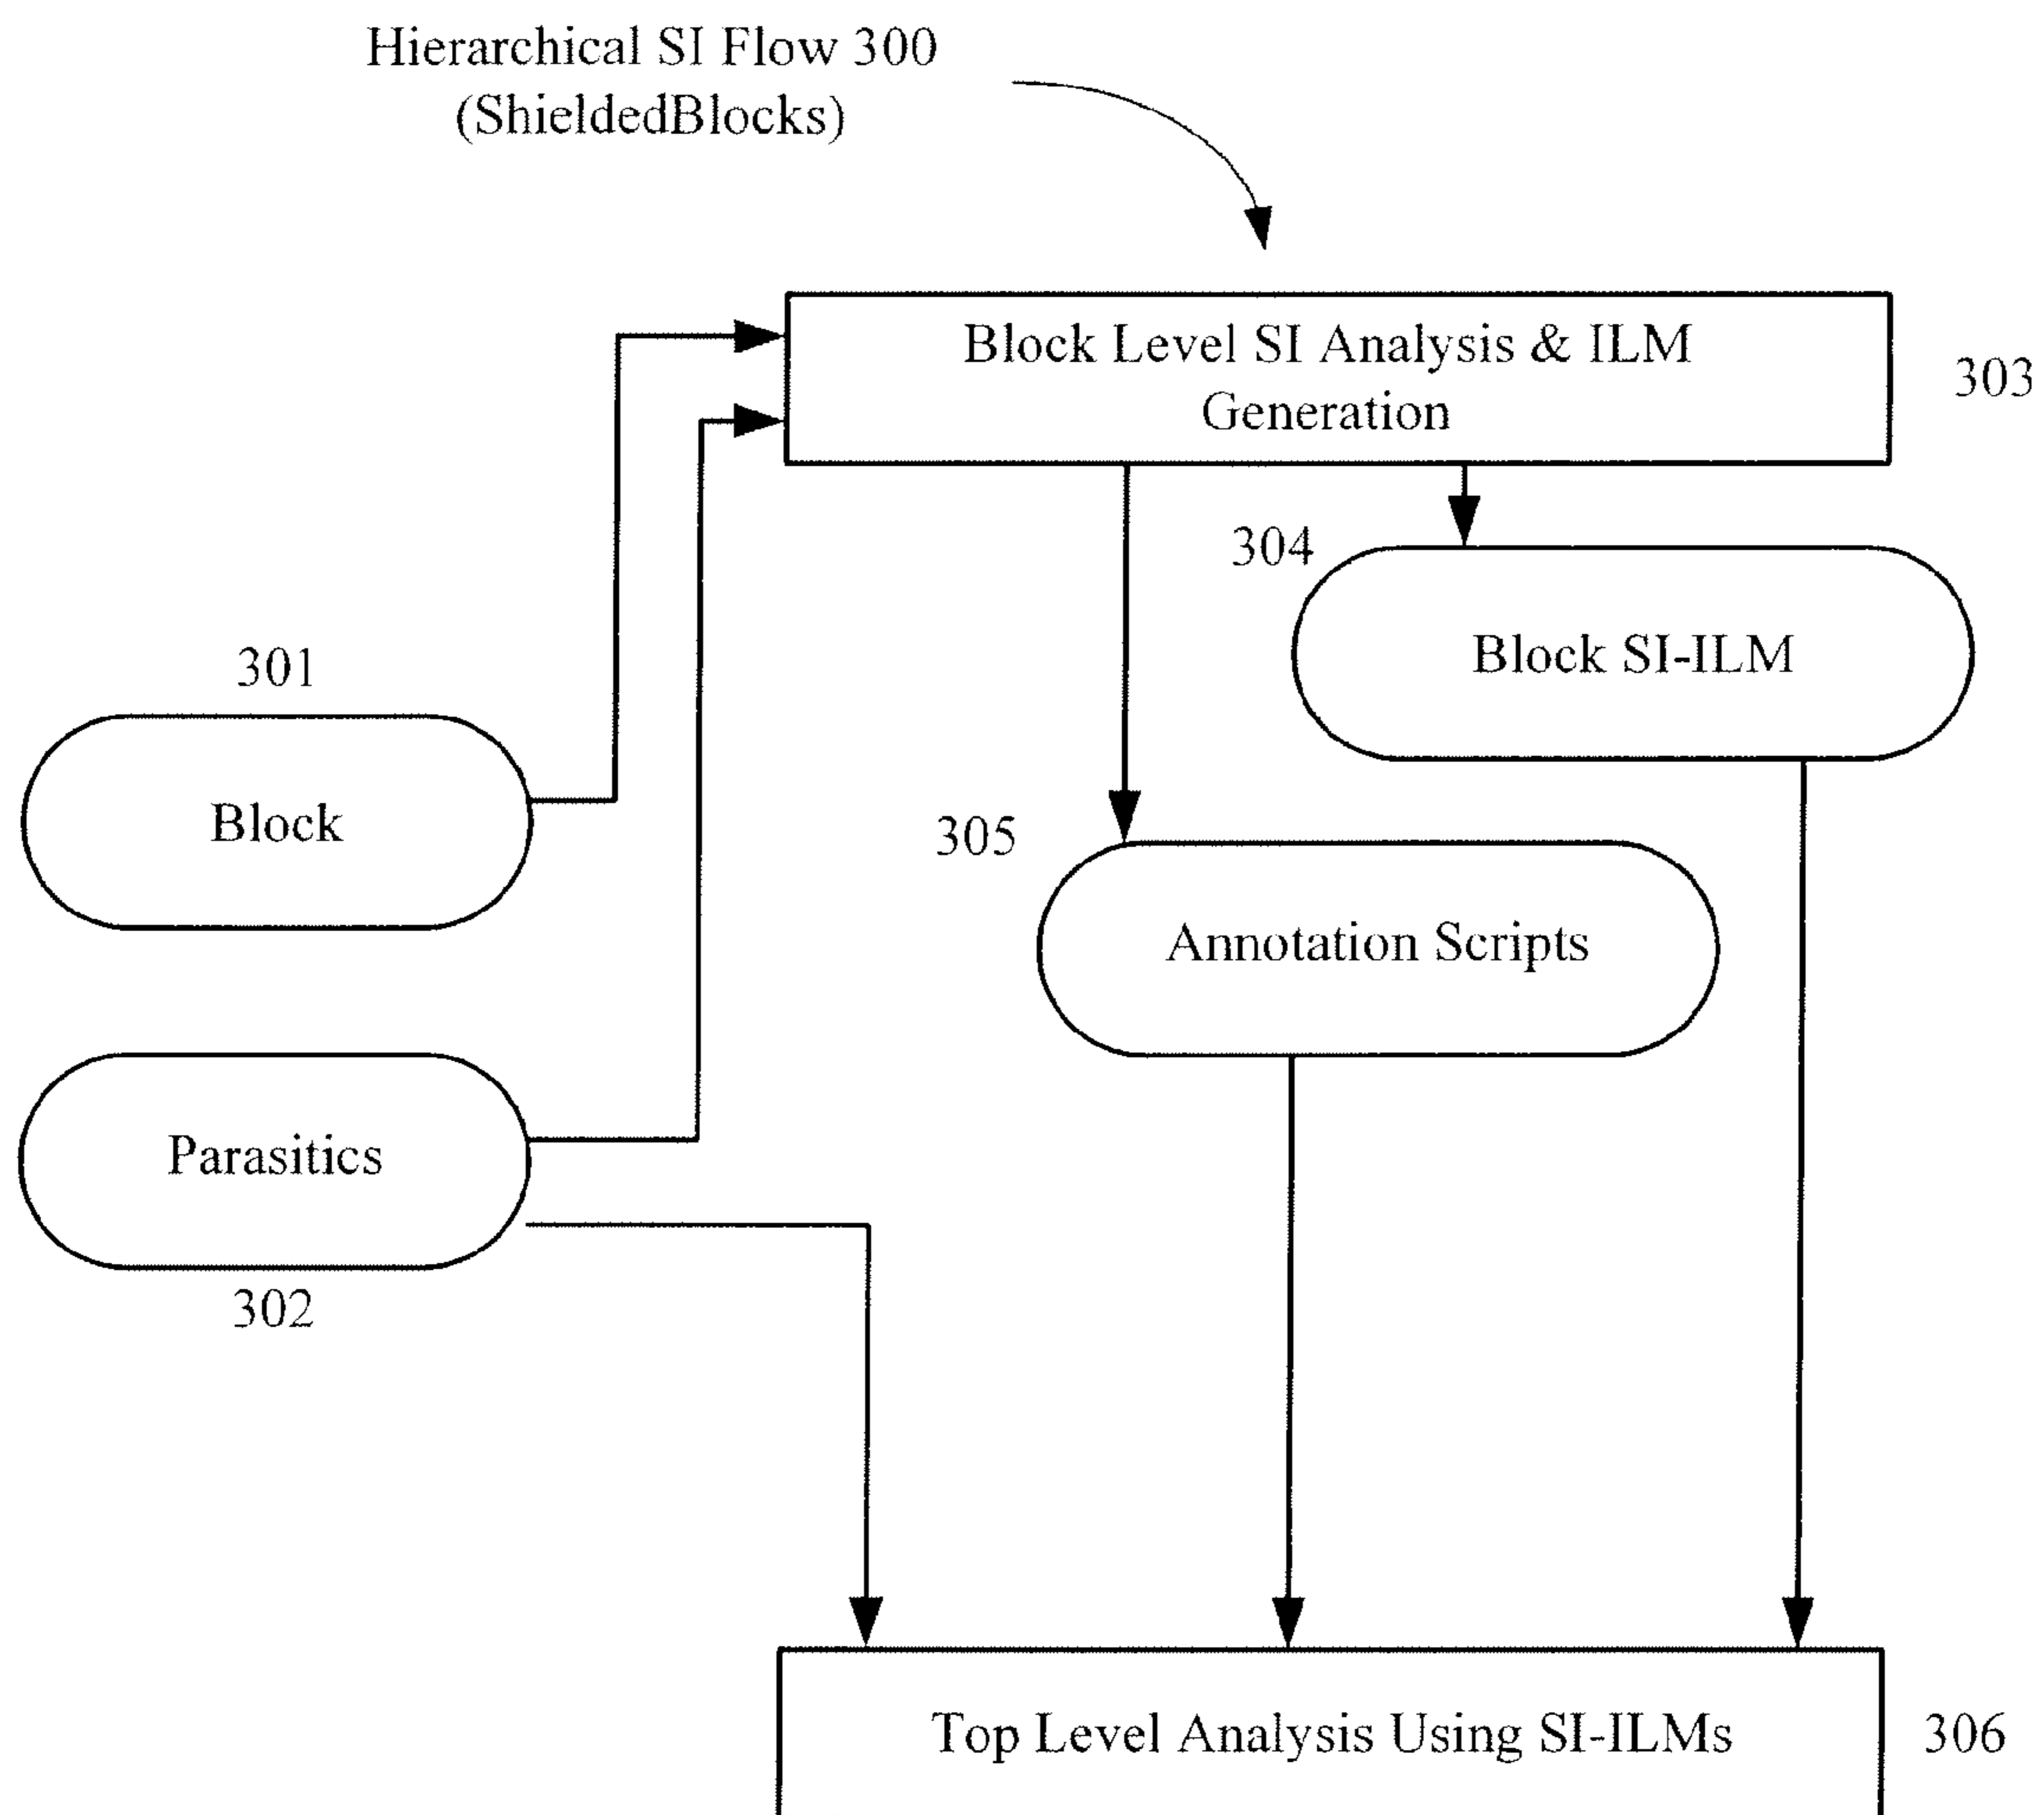 Hierarchical SI Flow 300
(ShieldedBlocks)
Block Level SI Analysis & ILM
Generation
303
304
Block SI-ILM
301
Block
305
Annotation Scripts
Parasitics
302
Top Level Analysis Using SI-ILMs
306